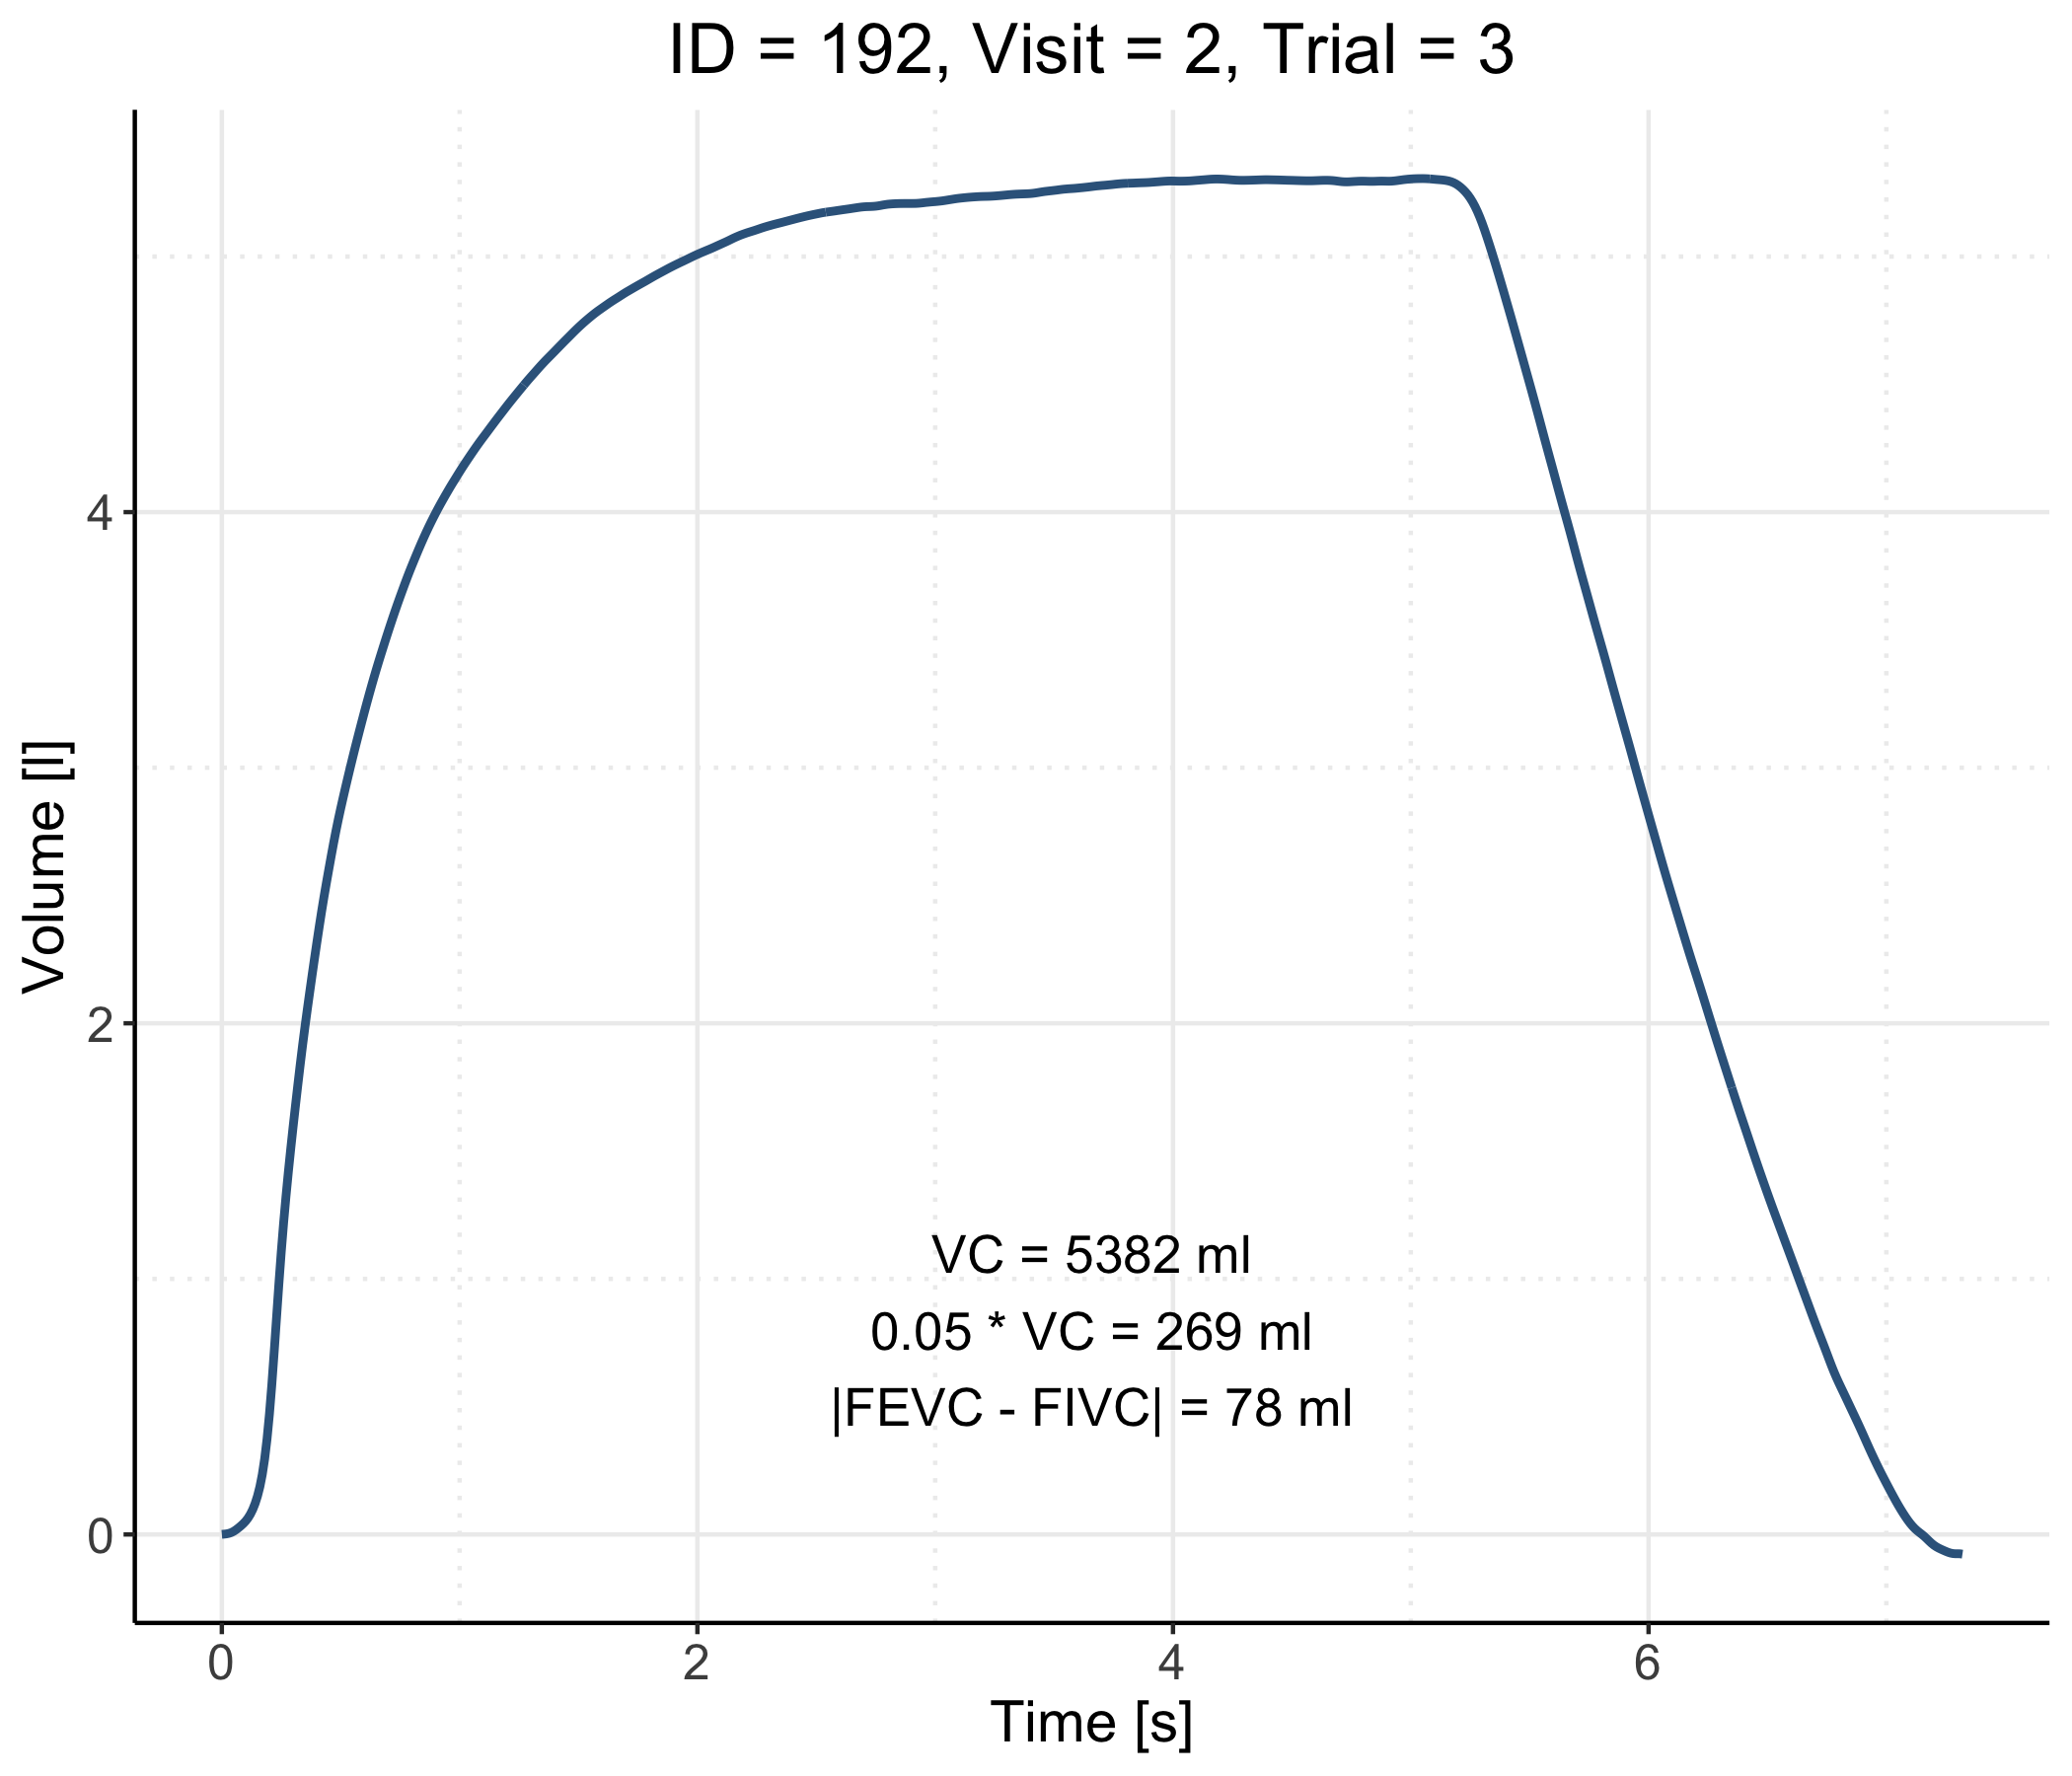 ID = 192, Visit = 2, Trial = 3
Volume [l]
4
2
0
VC = 5382 ml
0.05 * VC = 269 ml
|FEVC - FIVC| = 78 ml
0 2 4 6
Time [s]